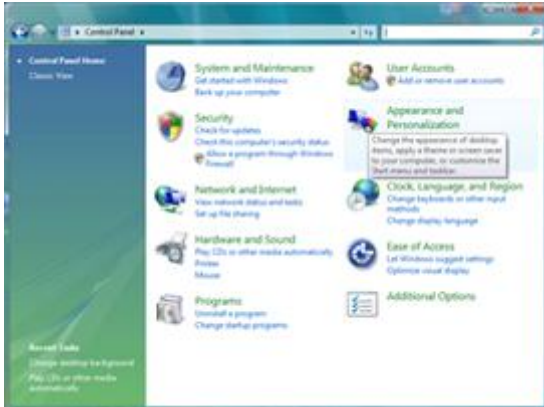 Control Panel
Control Panel Home
Classic View
System and Maintenance
Get started with Windows
Back up your computer
Security
Check for updates
Check this computer's security status
Allow a program through Windows
Firewall
Network and Internet
View network status and tasks
Set up file sharing
Hardware and Sound
Play CDs or other media automatically
Printer
Mouse
Programs
Uninstall a program
Change startup programs
User Accounts
Add or remove user accounts
Appearance and
Personalization
Change the appearance of desktop
items, apply a theme or screen saver
to your computer, or customize the
Start menu and taskbar.
Clock, Language, and Region
Change keyboards or other input
methods
Change display language
Ease of Access
Let Windows suggest settings
Optimize visual display
Additional Options
Recent Tasks
Change desktop background
Play CDs or other media
automatically